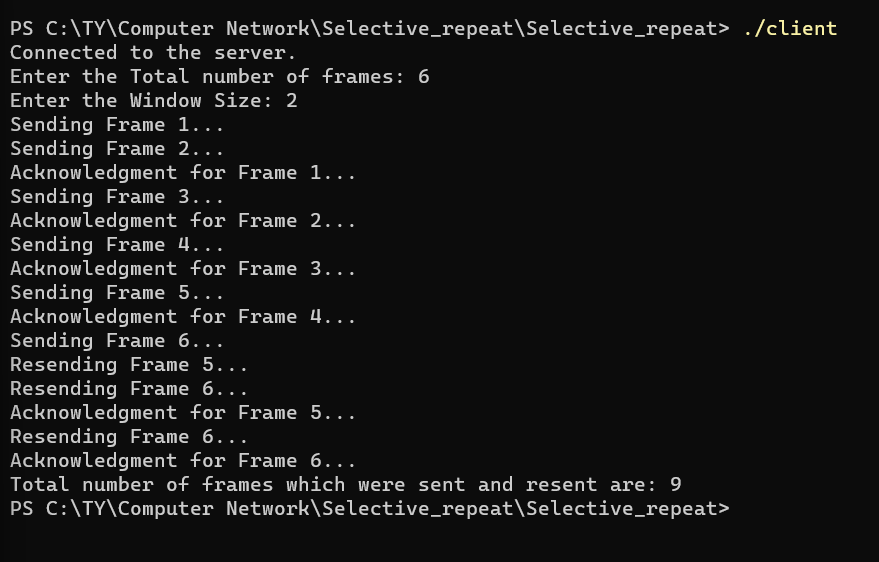 PS C:\TY\Computer Network\Selective_repeat\Selective_repeat> ./client
Connected to the server.
Enter the Total number of frames: 6
Enter the Window Size: 2
Sending Frame 1...
Sending Frame 2...
Acknowledgment for Frame 1...
Sending Frame 3...
Acknowledgment for Frame 2...
Sending Frame 4...
Acknowledgment for Frame 3...
Sending Frame 5...
Acknowledgment for Frame 4...
Sending Frame 6...
Resending Frame 5...
Resending Frame 6...
Acknowledgment for Frame 5...
Resending Frame 6...
Acknowledgment for Frame 6...
Total number of frames which were sent and resent are: 9
PS C:\TY\Computer Network\Selective_repeat\Selective_repeat>